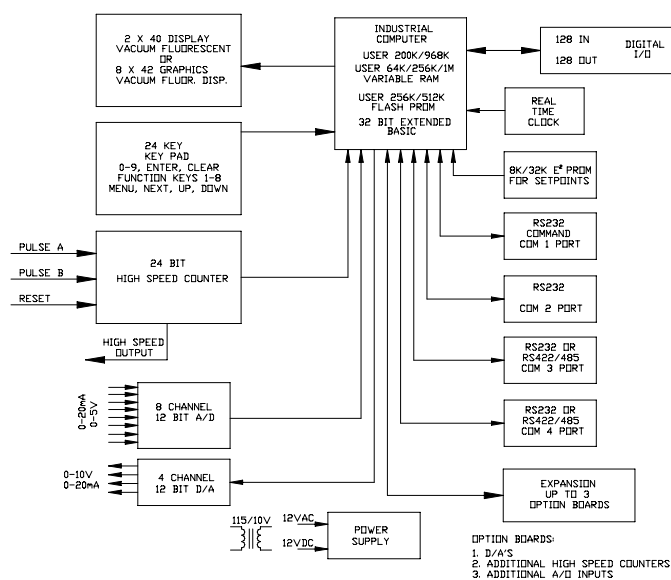 2 X 40 DISPLAY
VACUUM FLUORESCENT
OR
8 X 42 GRAPHICS
VACUUM FLUOR. DISP.
INDUSTRIAL
COMPUTER
USER 200K/968K
USER 64K/256K/1M
VARIABLE RAM
USER 256K/512K
FLASH PROM
32 BIT EXTENDED
BASIC
128 IN
128 OUT
DIGITAL
I/O
REAL
TIME
CLOCK
24 KEY
KEY PAD
0-9, ENTER, CLEAR
FUNCTION KEYS 1-8
MENU, NEXT, UP, DOWN
8K/32K E² PROM
FOR SETPOINTS
PULSE A
PULSE B
RESET
24 BIT
HIGH SPEED COUNTER
HIGH SPEED
OUTPUT
RS232
COMMAND
COM 1 PORT
RS232
COM 2 PORT
RS232 OR
RS422/485
COM 3 PORT
0-20mA
0-5V
8 CHANNEL
12 BIT A/D
RS232 OR
RS422/485
COM 4 PORT
0-10V
0-20mA
4 CHANNEL
12 BIT D/A
EXPANSION
UP TO 3
OPTION BOARDS
115/10V
12VAC
12VDC
POWER
SUPPLY
OPTION BOARDS:
1. D/A'S
2. ADDITIONAL HIGH SPEED COUNTERS
3. ADDITIONAL A/D INPUTS